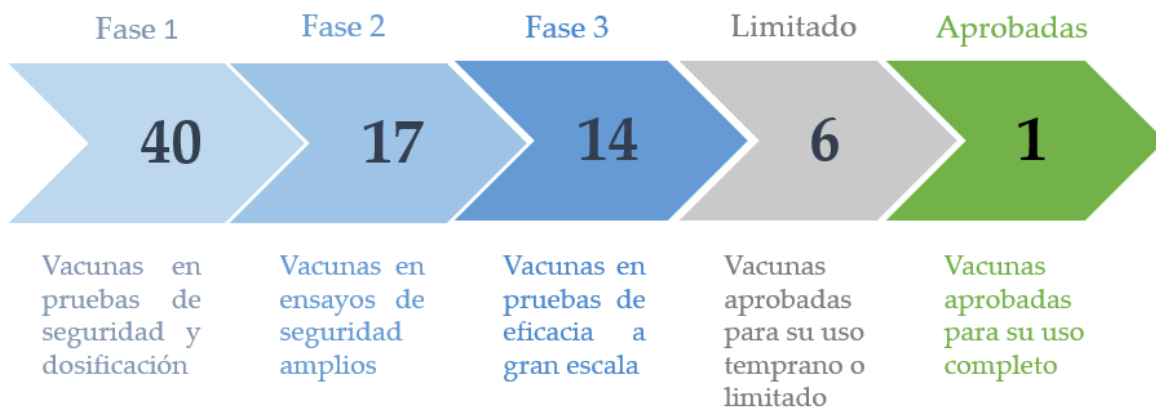 Fase 1
Fase 2
Fase 3
Limitado
Aprobadas
40
17
14
6
1
Vacunas en
pruebas de
seguridad y
dosificación
Vacunas en
ensayos de
seguridad
amplios
Vacunas en
pruebas de
eficacia a
gran escala
Vacunas
aprobadas
para su uso
temprano o
limitado
Vacunas
aprobadas
para su uso
completo